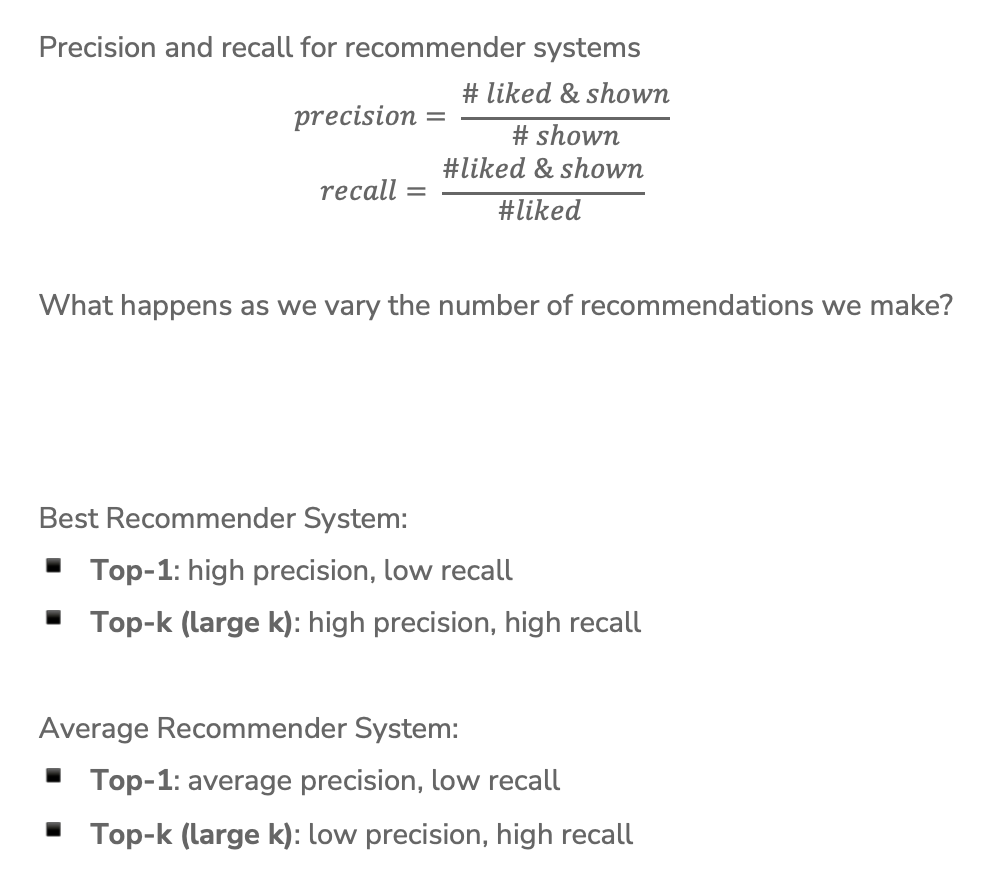 Precision and recall for recommender systems
precision = # liked & shown / # shown
recall = #liked & shown / #liked
What happens as we vary the number of recommendations we make?
Best Recommender System:
▪ Top-1: high precision, low recall
▪ Top-k (large k): high precision, high recall
Average Recommender System:
▪ Top-1: average precision, low recall
▪ Top-k (large k): low precision, high recall